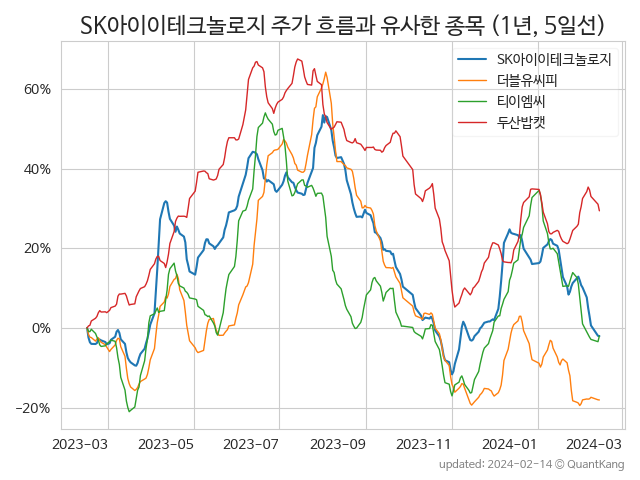 SK아이이테크놀로지 주가 흐름과 유사한 종목 (1년, 5일선)
SK아이이테크놀로지
더블유씨피
티이엠씨
두산밥캣
60%
40%
20%
0%
−20%
2023-03 2023-05 2023-07 2023-09 2023-11 2024-01 2024-03
updated: 2024-02-14 © QuantKang